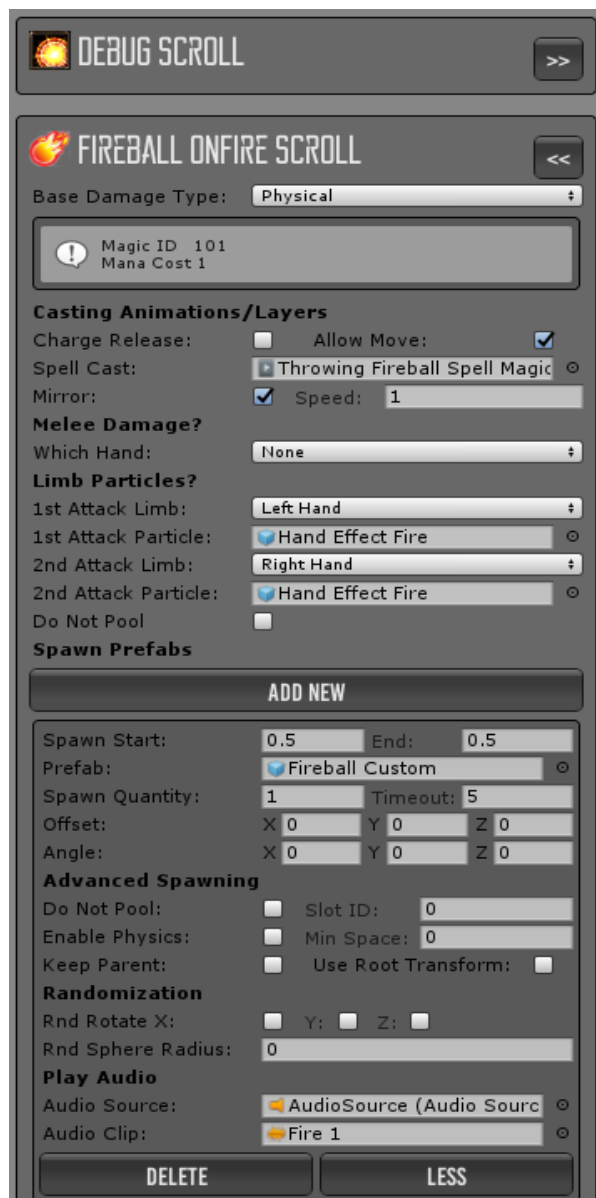 DEBUG SCROLL >>
FIREBALL ONFIRE SCROLL <<
Base Damage Type: Physical
Magic ID 101
Mana Cost 1
Casting Animations/Layers
Charge Release: Allow Move:
Spell Cast: Throwing Fireball Spell Magic
Mirror: Speed: 1
Melee Damage?
Which Hand: None
Limb Particles?
1st Attack Limb: Left Hand
1st Attack Particle: Hand Effect Fire
2nd Attack Limb: Right Hand
2nd Attack Particle: Hand Effect Fire
Do Not Pool
Spawn Prefabs
ADD NEW
Spawn Start: 0.5 End: 0.5
Prefab: Fireball Custom
Spawn Quantity: 1 Timeout: 5
Offset: X 0 Y 0 Z 0
Angle: X 0 Y 0 Z 0
Advanced Spawning
Do Not Pool: Slot ID: 0
Enable Physics: Min Space: 0
Keep Parent: Use Root Transform:
Randomization
Rnd Rotate X: Y: Z:
Rnd Sphere Radius: 0
Play Audio
Audio Source: AudioSource (Audio Sourc
Audio Clip: Fire 1
DELETE LESS